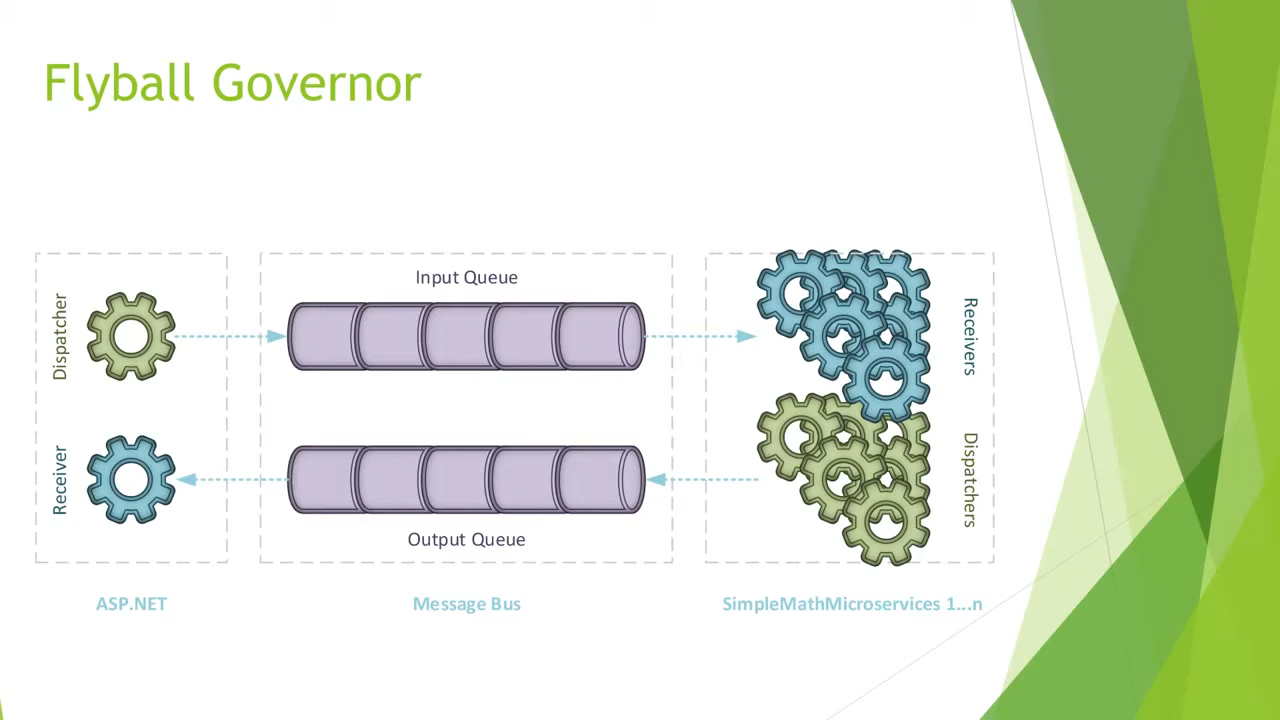 Flyball Governor
Dispatcher
Receiver
Input Queue
Output Queue
Receivers
Dispatchers
ASP.NET
Message Bus
SimpleMathMicroservices 1...n